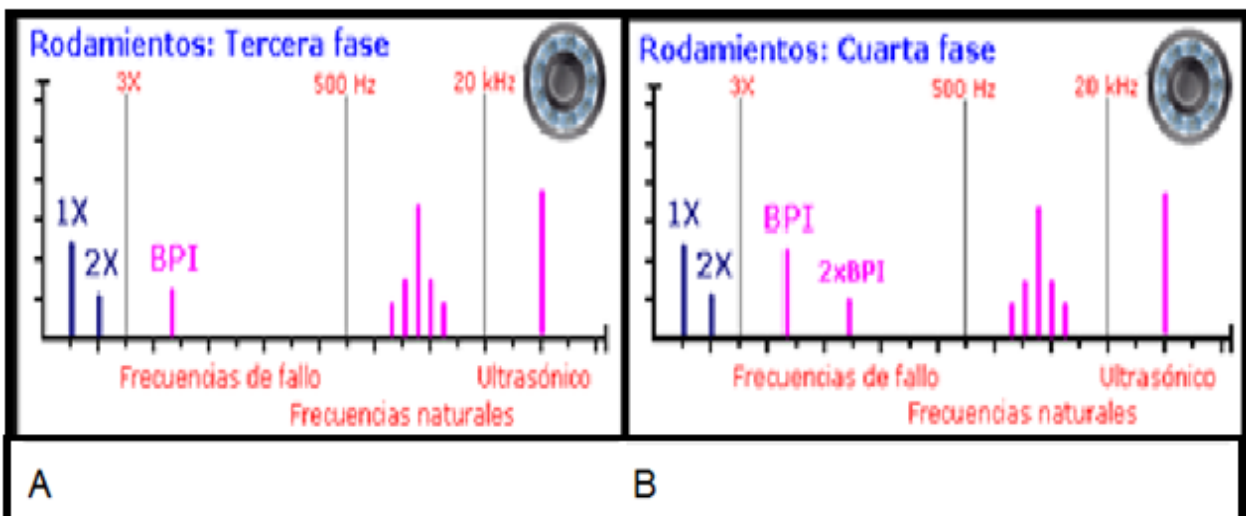 Rodamientos: Tercera fase
3X
500 Hz
20 kHz
1X
2X
BPI
Frecuencias de fallo
Ultrasónico
Frecuencias naturales
A
Rodamientos: Cuarta fase
3X
500 Hz
20 kHz
1X
2X
BPI
2xBPI
Frecuencias de fallo
Ultrasónico
Frecuencias naturales
B